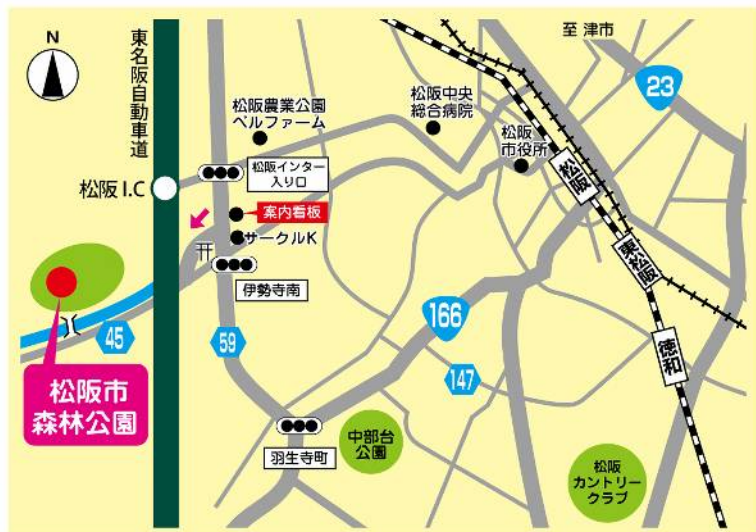 N
東名阪自動車道
至 津市
23
松阪農業公園
ベルファーム
松阪中央
総合病院
松阪
市役所
松阪
松阪インター
入り口
松阪 I.C
案内看板
サークルK
東松阪
伊勢寺南
徳和
166
45
59
147
松阪市
森林公園
羽生寺町
中部台
公園
松阪
カントリー
クラブ